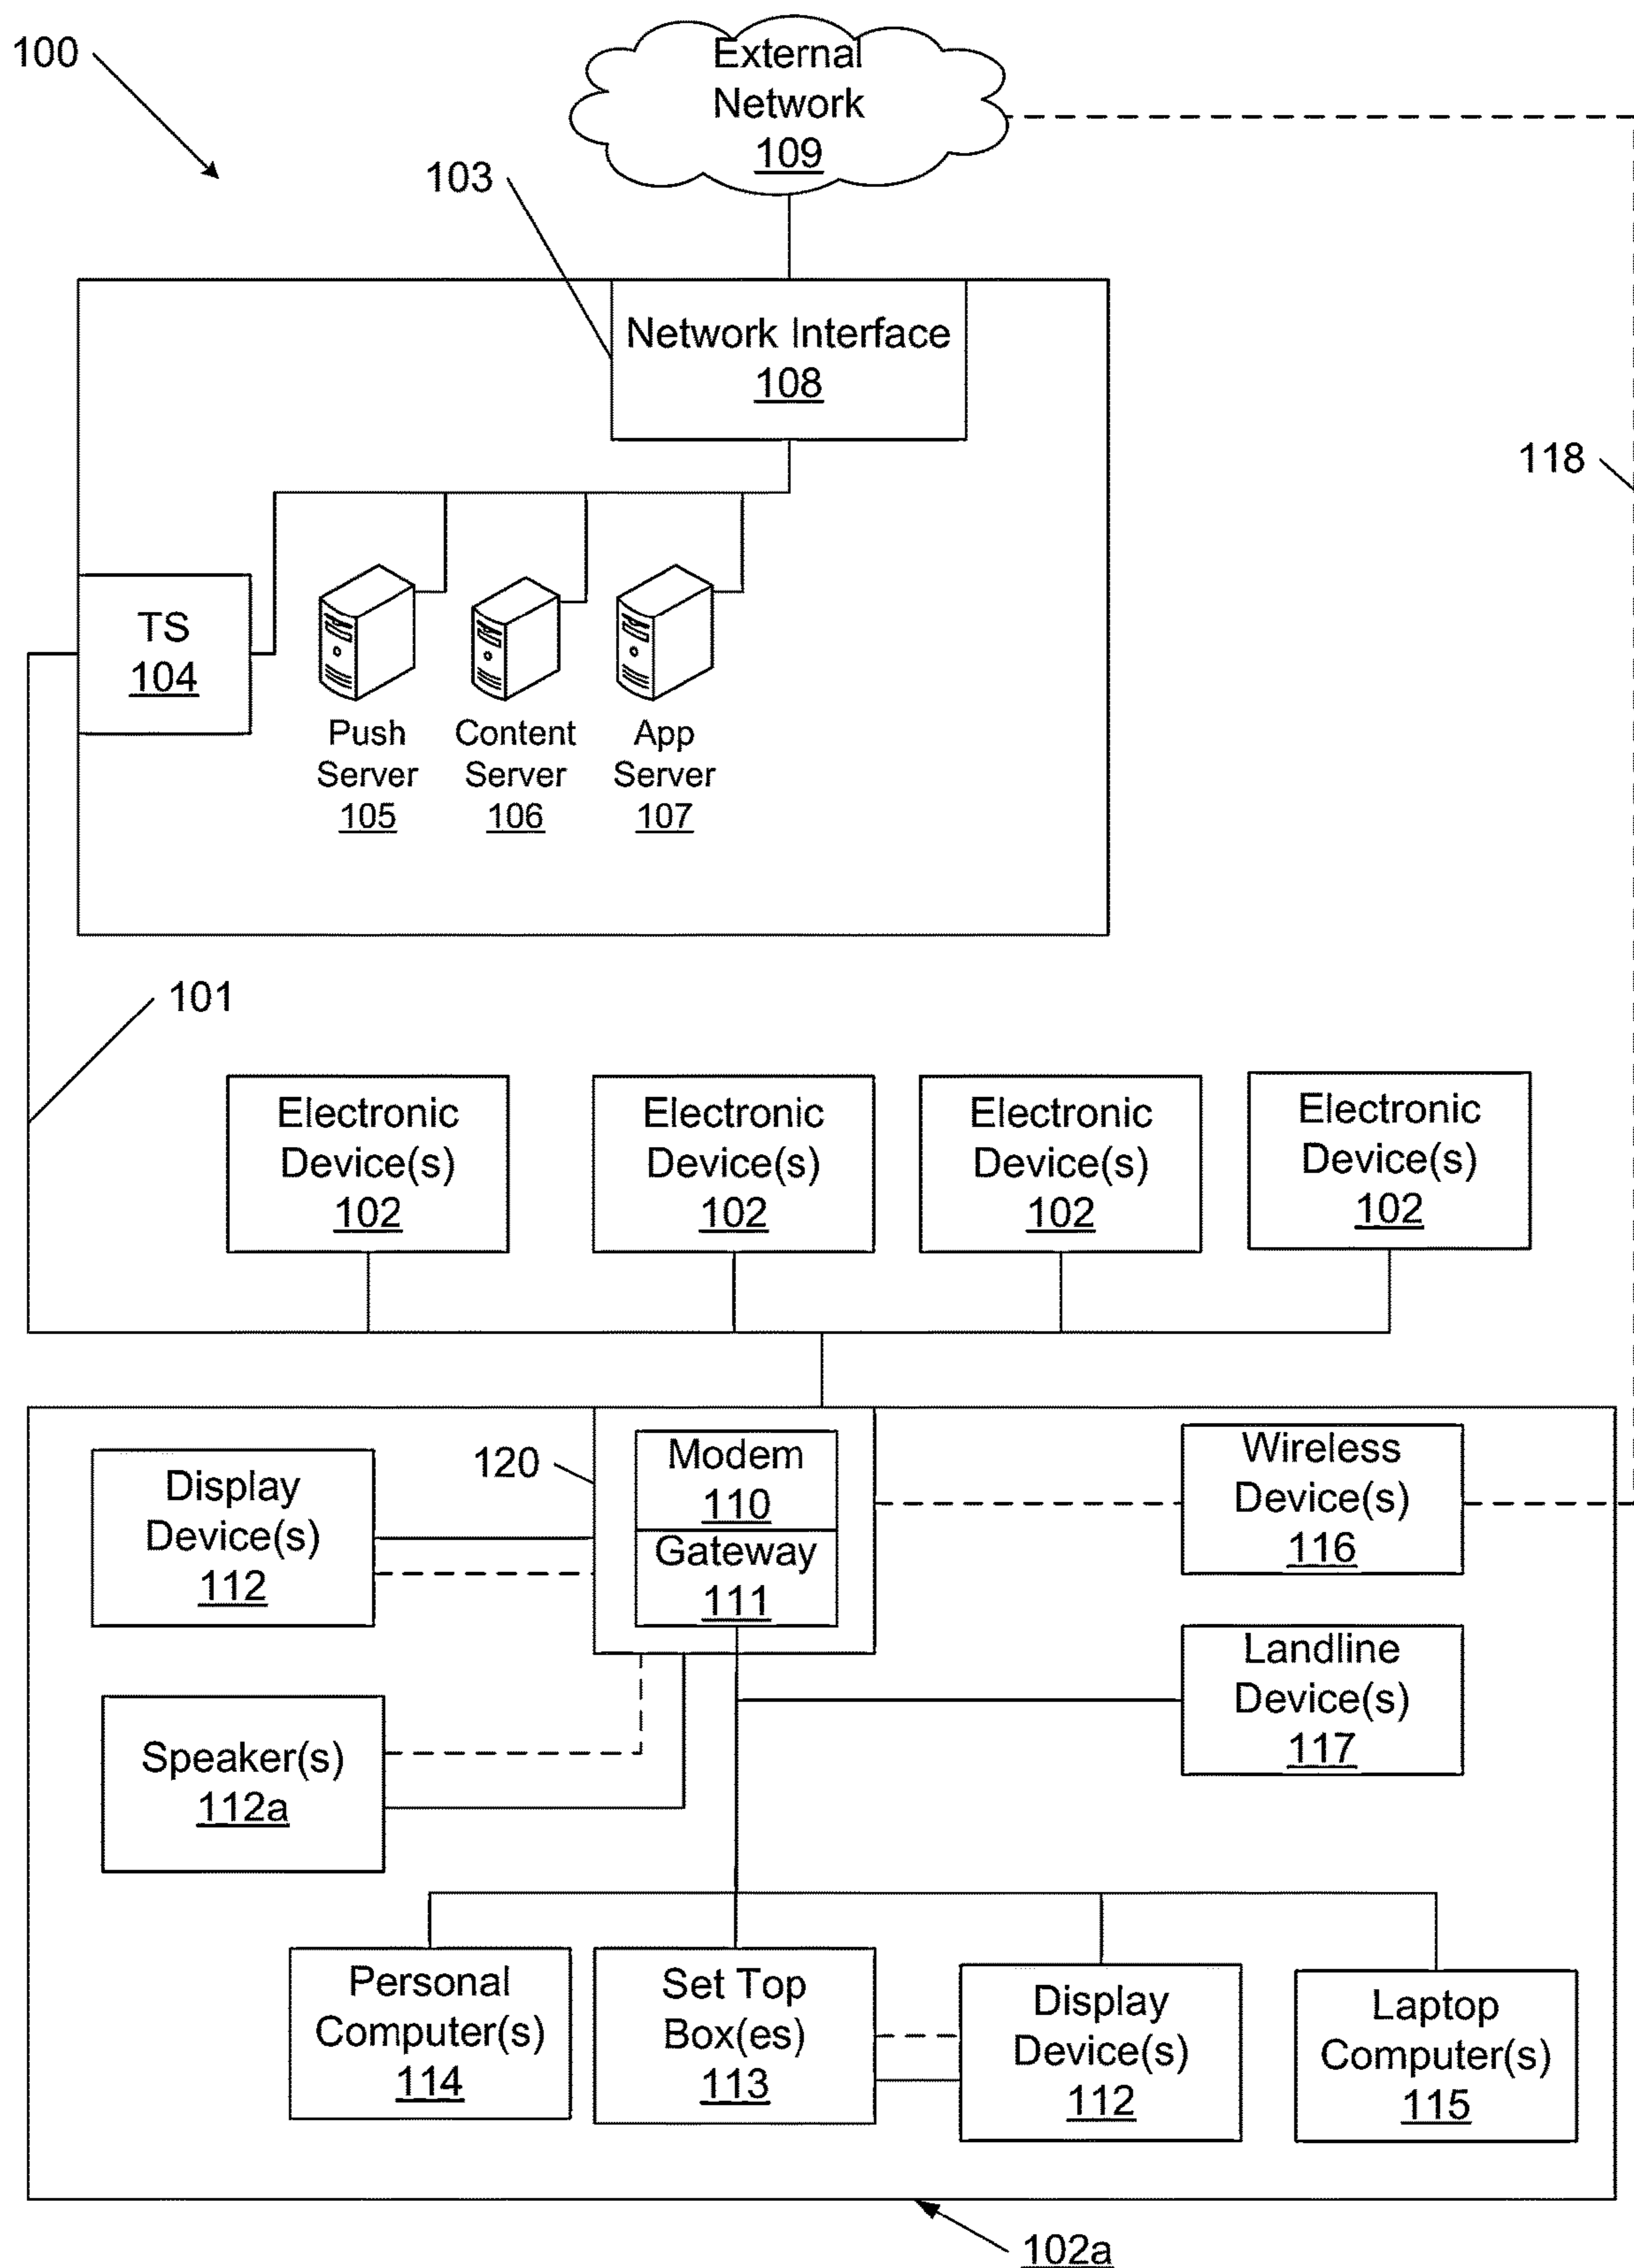 100
External
Network
109
103
Network Interface
108
118
TS
104
Push
Server
105
Content
Server
106
App
Server
107
101
Electronic
Device(s)
102
Electronic
Device(s)
102
Electronic
Device(s)
102
Electronic
Device(s)
102
Display
Device(s)
112
120
Modem
110
Gateway
111
Wireless
Device(s)
116
Landline
Device(s)
117
Speaker(s)
112a
Personal
Computer(s)
114
Set Top
Box(es)
113
Display
Device(s)
112
Laptop
Computer(s)
115
102a